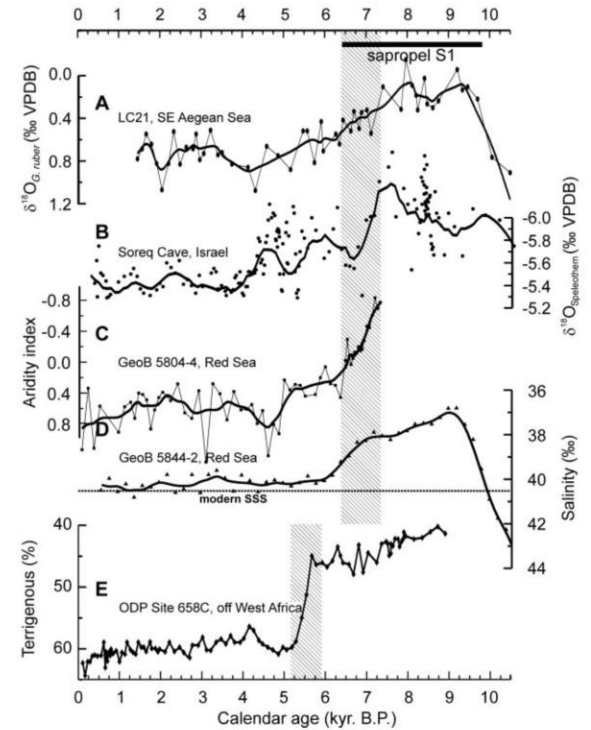 0 1 2 3 4 5 6 7 8 9 10
sapropel S1
0.0
0.4
0.8
1.2
δ18OG. ruber (‰ VPDB)
A
LC21, SE Aegean Sea
B
Soreq Cave, Israel
-6.0
-5.8
-5.6
-5.4
-5.2
δ18OSpeleothem (‰ VPDB)
-0.8
-0.4
0.0
0.4
0.8
Aridity index
C
GeoB 5804-4, Red Sea
D
GeoB 5844-2, Red Sea
modern SSS
36
38
40
42
44
Salinity (‰)
40
50
60
Terrigenous (%)
E
ODP Site 658C, off West Africa
0 1 2 3 4 5 6 7 8 9 10
Calendar age (kyr. B.P.)